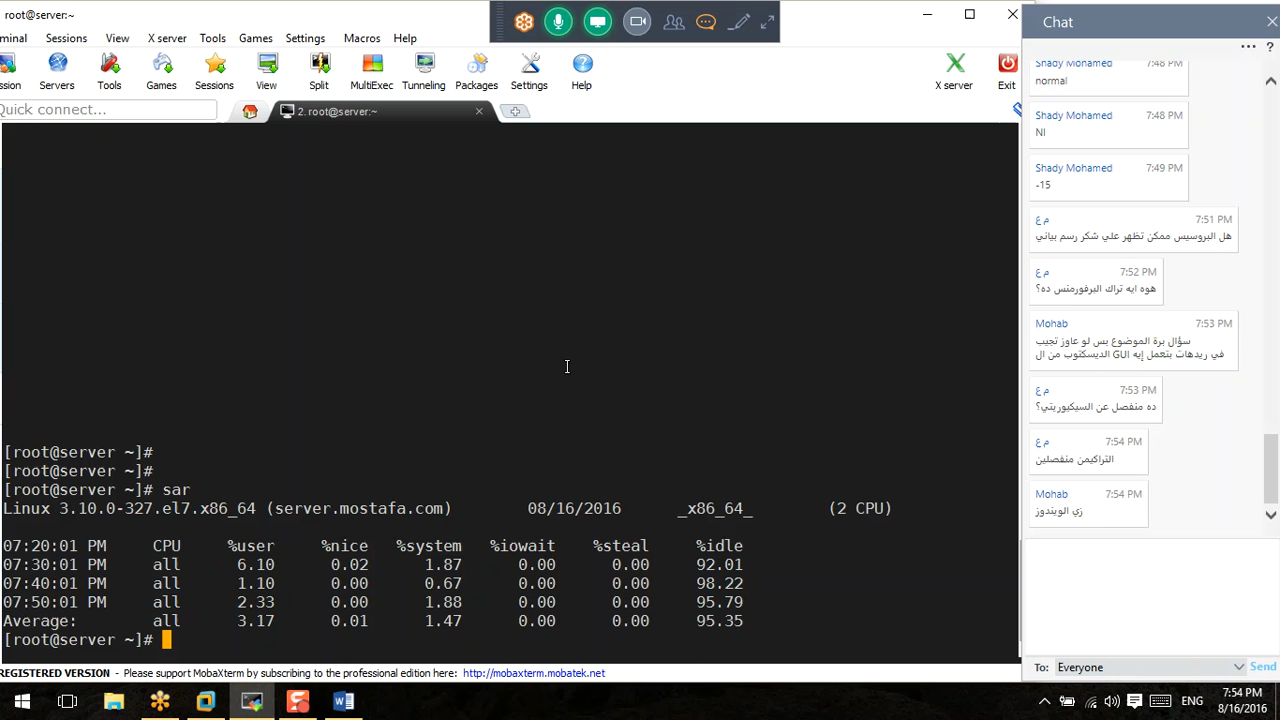 root@server:~
minal Sessions View X server Tools Games Settings Macros Help
ssion Servers Tools Games Sessions View Split MultiExec Tunneling Packages Settings Help X server Exit
Quick connect...
2. root@server:~
[root@server ~]#
[root@server ~]#
[root@server ~]# sar
Linux 3.10.0-327.el7.x86_64 (server.mostafa.com) 08/16/2016 _x86_64_ (2 CPU)
07:20:01 PM CPU %user %nice %system %iowait %steal %idle
07:30:01 PM all 6.10 0.02 1.87 0.00 0.00 92.01
07:40:01 PM all 1.10 0.00 0.67 0.00 0.00 98.22
07:50:01 PM all 2.33 0.00 1.88 0.00 0.00 95.79
Average: all 3.17 0.01 1.47 0.00 0.00 95.35
[root@server ~]#
REGISTERED VERSION - Please support MobaXterm by subscribing to the professional edition here: http://mobaxterm.mobatek.net
Chat
Shady Mohamed 7:48 PM
normal
Shady Mohamed 7:48 PM
NI
Shady Mohamed 7:49 PM
-15
م ع 7:51 PM
هل البروسيس ممكن تظهر علي شكر رسم بياني
م ع 7:52 PM
هوه ايه تراك البرفورمنس ده؟
Mohab 7:53 PM
سؤال برة الموضوع بس لو عاوز تجيب
في ريدهات بتعمل إيه GUI الديسكتوب من ال
م ع 7:53 PM
ده منفصل عن السيكيوريتي؟
م ع 7:54 PM
التراكيمن منفصلين
Mohab 7:54 PM
زي الويندوز
To: Everyone Send
ENG
7:54 PM
8/16/2016